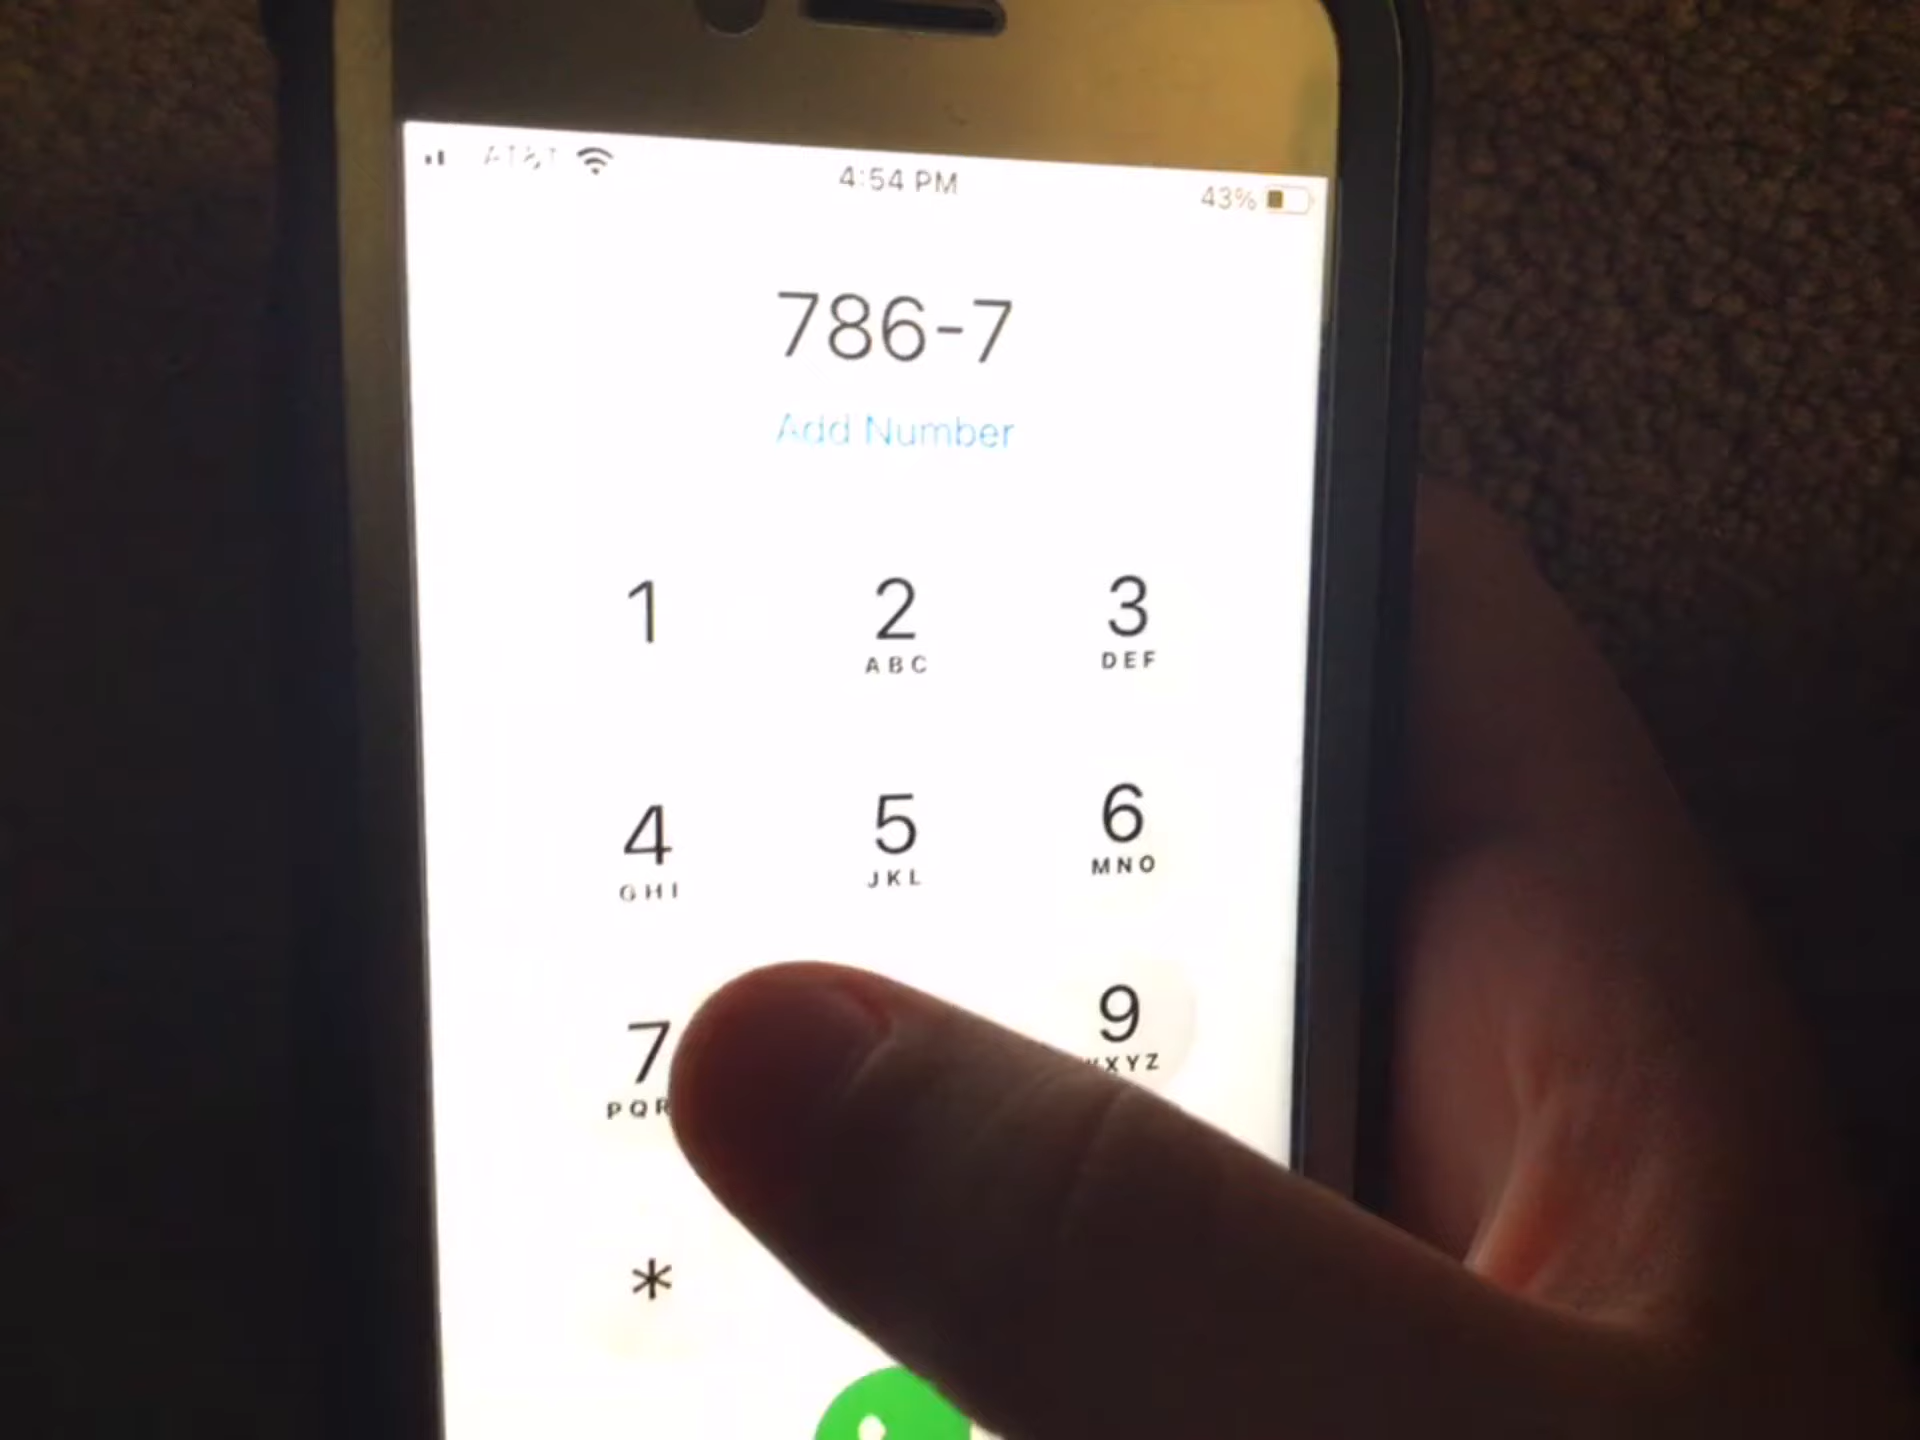 AT&T
4:54 PM
43%
786-7
Add Number
1
2
3
ABC
DEF
4
5
6
GHI
JKL
MNO
7
9
PQR
XYZ
*